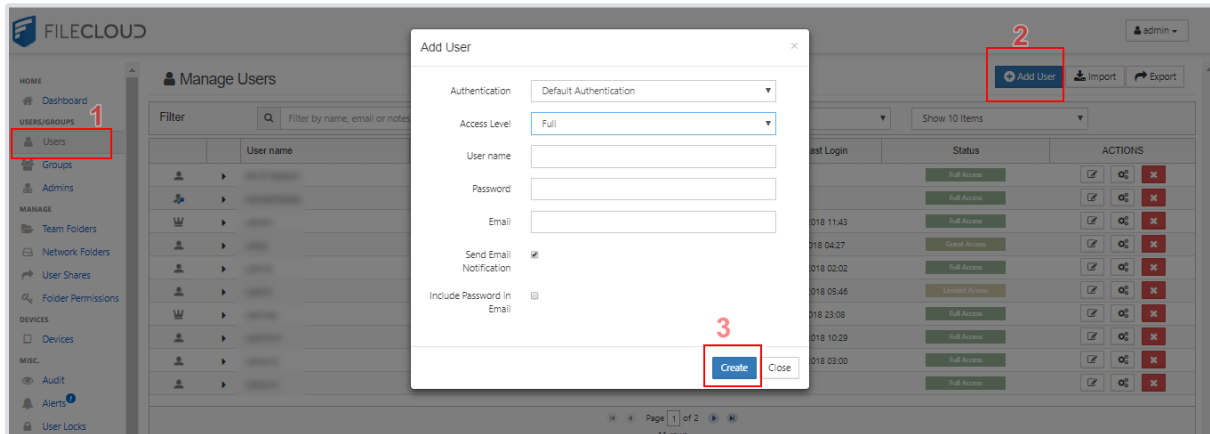 FILECLOUD
admin
2
Add User
×
HOME
Dashboard
1
USERS/GROUPS
Users
Groups
Admins
MANAGE
Team Folders
Network Folders
User Shares
Folder Permissions
DEVICES
Devices
MISC.
Audit
Alerts
User Locks
Manage Users
Add User
Import
Export
Filter
Filter by name, email or notes
Show 10 Items
User name
ast Login
Status
ACTIONS
Full Access
Full Access
018 11:43
Full Access
018 04:27
Guest Access
018 02:02
Full Access
018 05:46
Limited Access
018 23:08
Full Access
018 10:29
Full Access
018 03:00
Full Access
Full Access
Page 1 of 2
Authentication
Default Authentication
Access Level
Full
User name
Password
Email
Send Email
Notification
Include Password in
Email
3
Create
Close